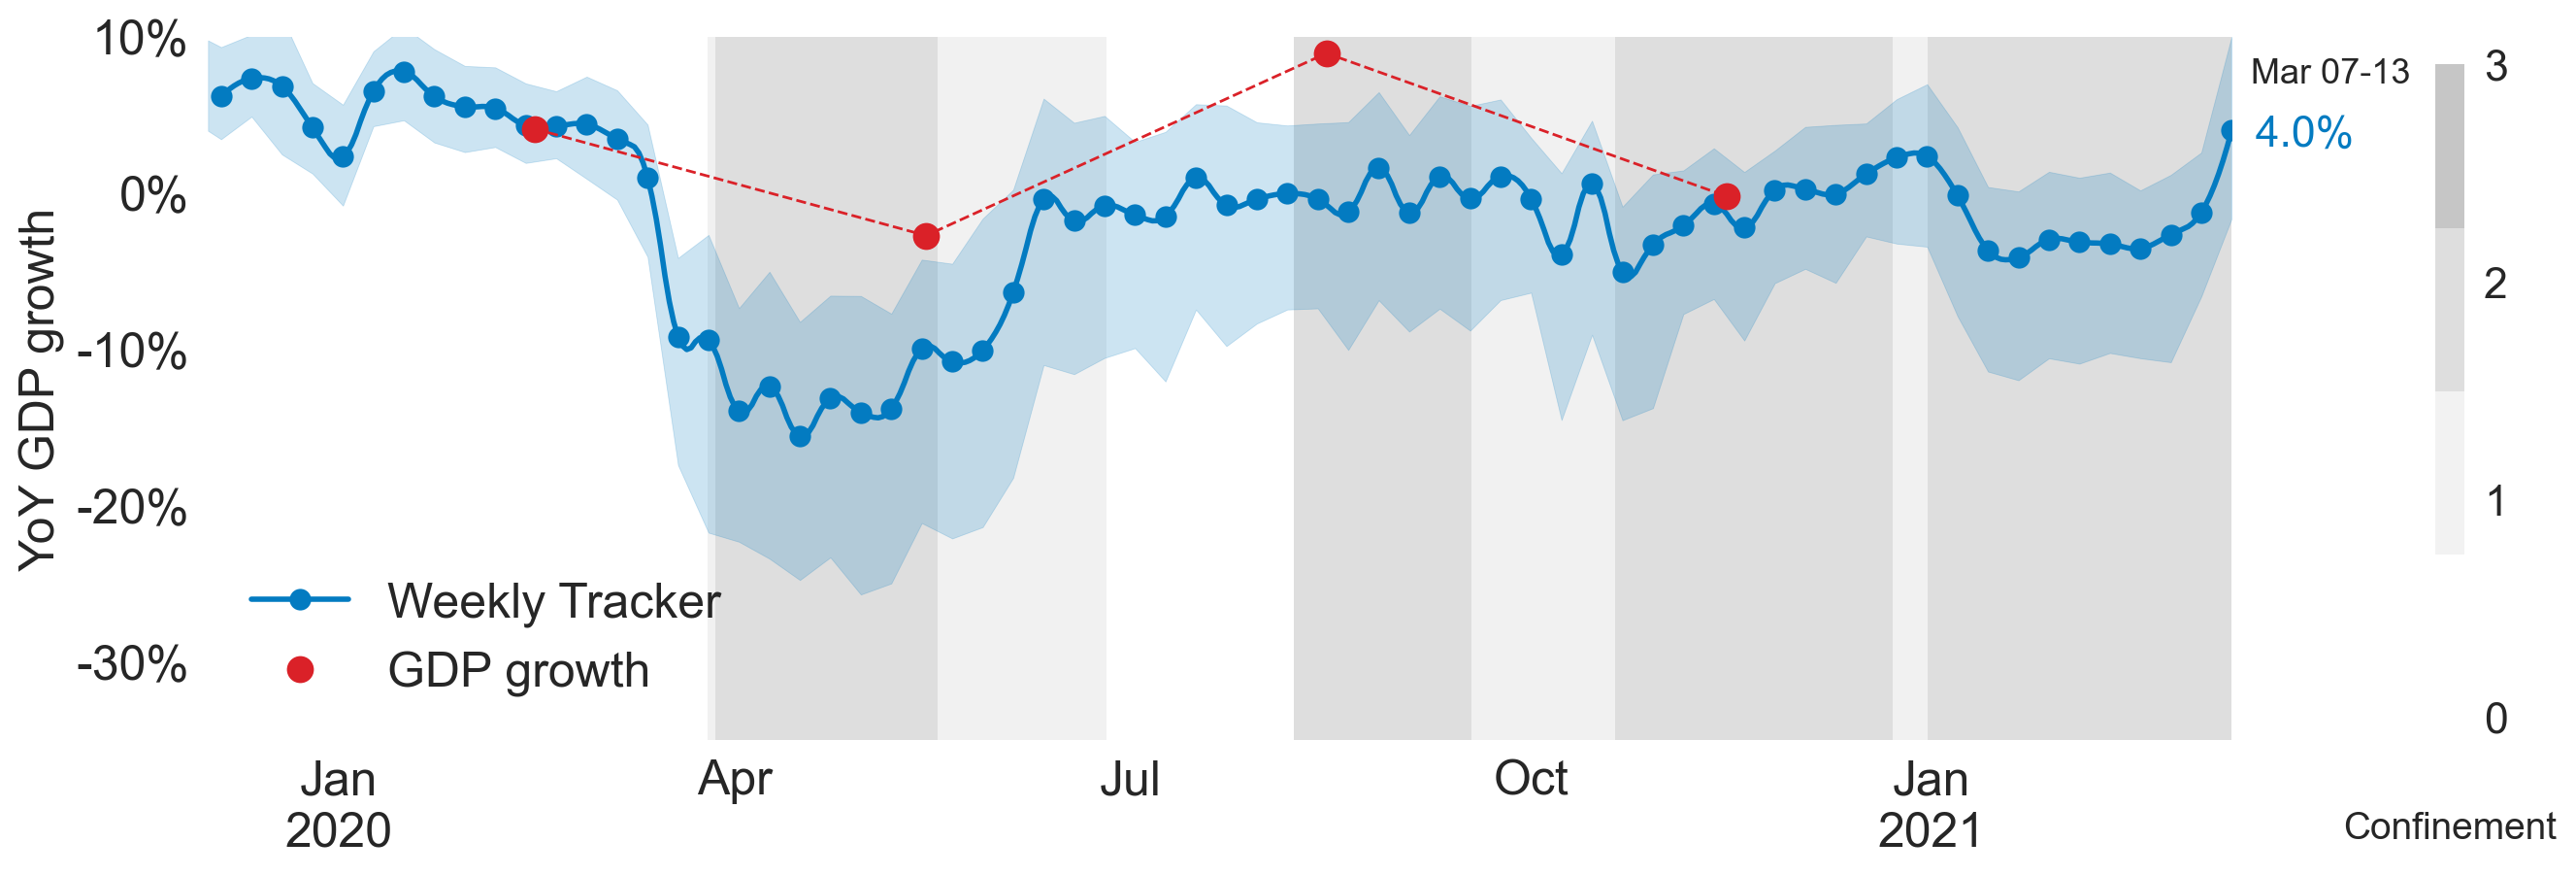 10%
0%
-10%
-20%
-30%
YoY GDP growth
Weekly Tracker
GDP growth
Jan
2020
Apr
Jul
Oct
Jan
2021
Mar 07-13
4.0%
3
2
1
0
Confinement